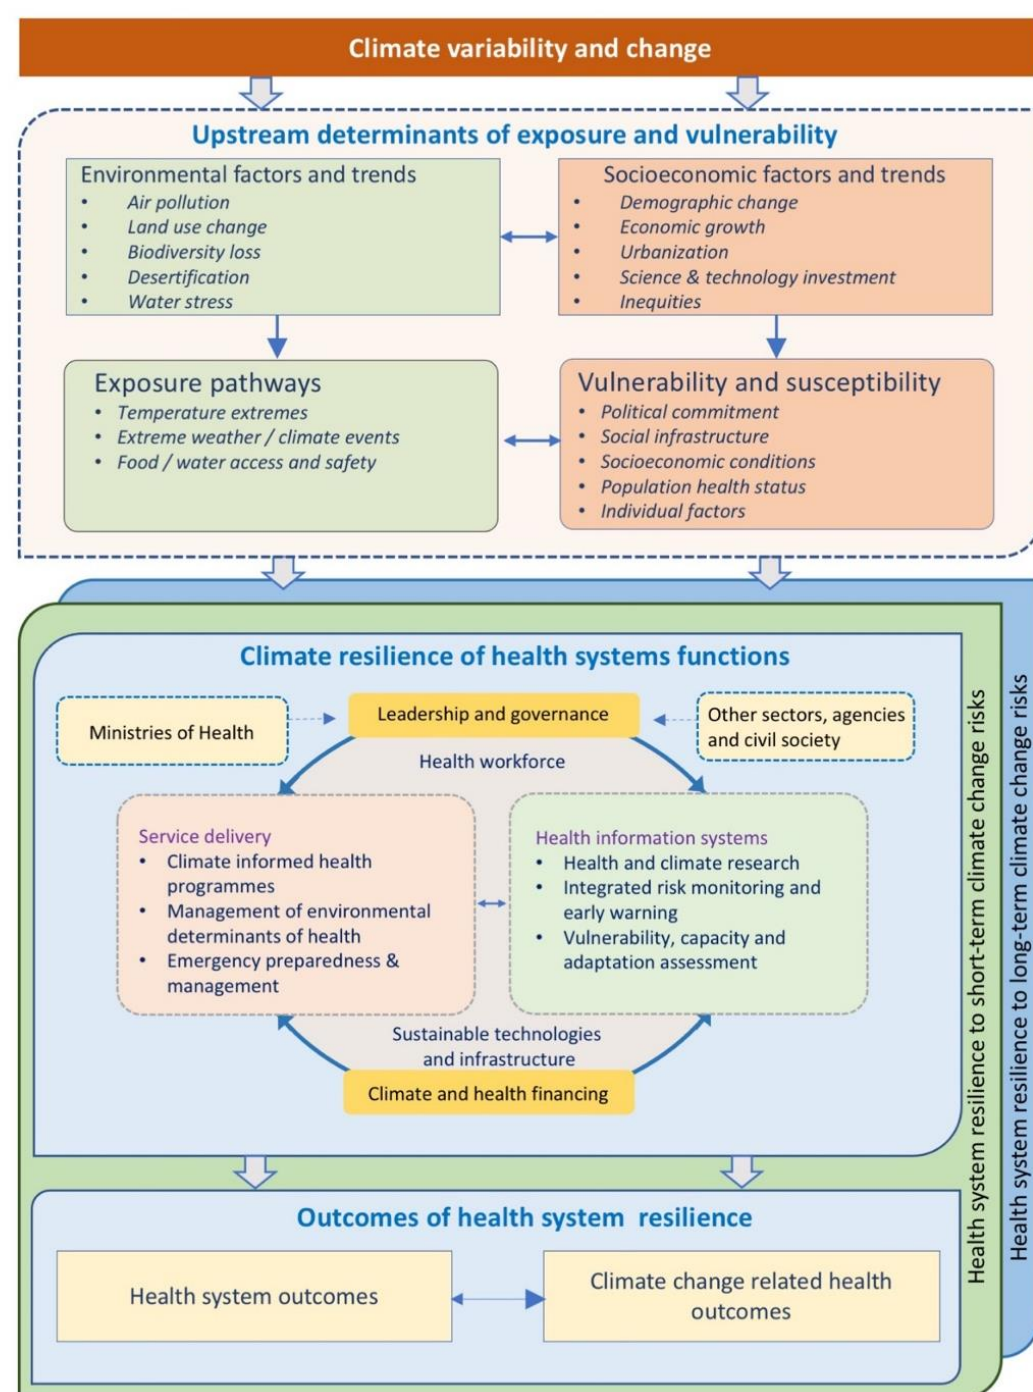 Climate variability and change
Upstream determinants of exposure and vulnerability
Environmental factors and trends
• Air pollution
• Land use change
• Biodiversity loss
• Desertification
• Water stress
Socioeconomic factors and trends
• Demographic change
• Economic growth
• Urbanization
• Science & technology investment
• Inequities
Exposure pathways
• Temperature extremes
• Extreme weather / climate events
• Food / water access and safety
Vulnerability and susceptibility
• Political commitment
• Social infrastructure
• Socioeconomic conditions
• Population health status
• Individual factors
Climate resilience of health systems functions
Ministries of Health
Leadership and governance
Other sectors, agencies
and civil society
Health workforce
Service delivery
• Climate informed health
programmes
• Management of environmental
determinants of health
• Emergency preparedness &
management
Health information systems
• Health and climate research
• Integrated risk monitoring and
early warning
• Vulnerability, capacity and
adaptation assessment
Sustainable technologies
and infrastructure
Climate and health financing
Outcomes of health system resilience
Health system outcomes
Climate change related health
outcomes
Health system resilience to short-term climate change risks
Health system resilience to long-term climate change risks